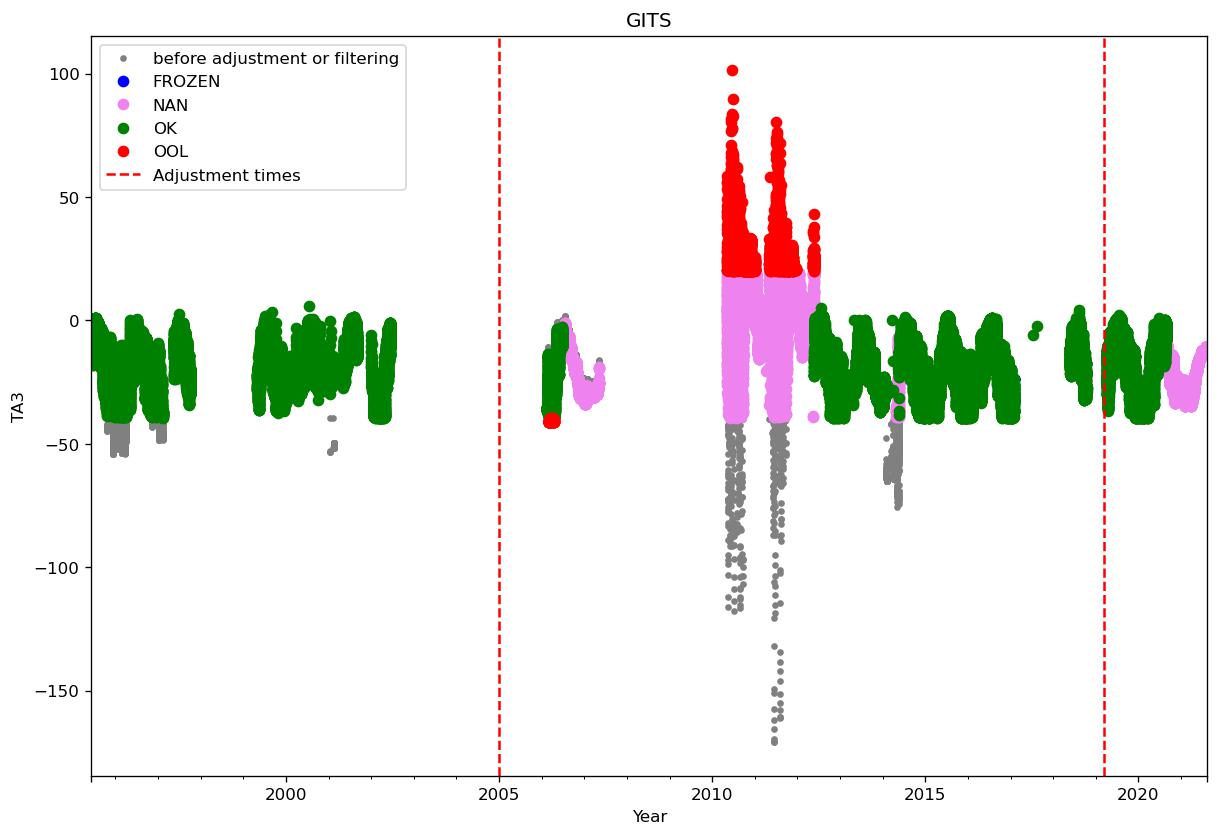 GITS
before adjustment or filtering
FROZEN
NAN
OK
OOL
Adjustment times
100
50
0
−50
−100
−150
TA3
2000
2005
2010
2015
2020
Year